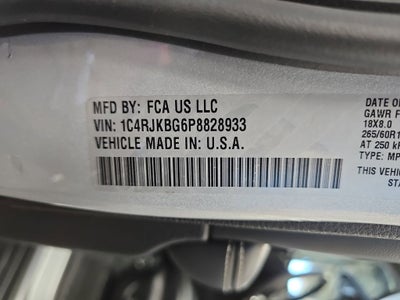 MFD BY: FCA US LLC
VIN: 1C4RJKBG6P8828933
VEHICLE MADE IN: U.S.A.
DATE O
GAWR F
18X8.0
265/60R1
AT 250 k
TYPE: MP
THIS VEHI
STA